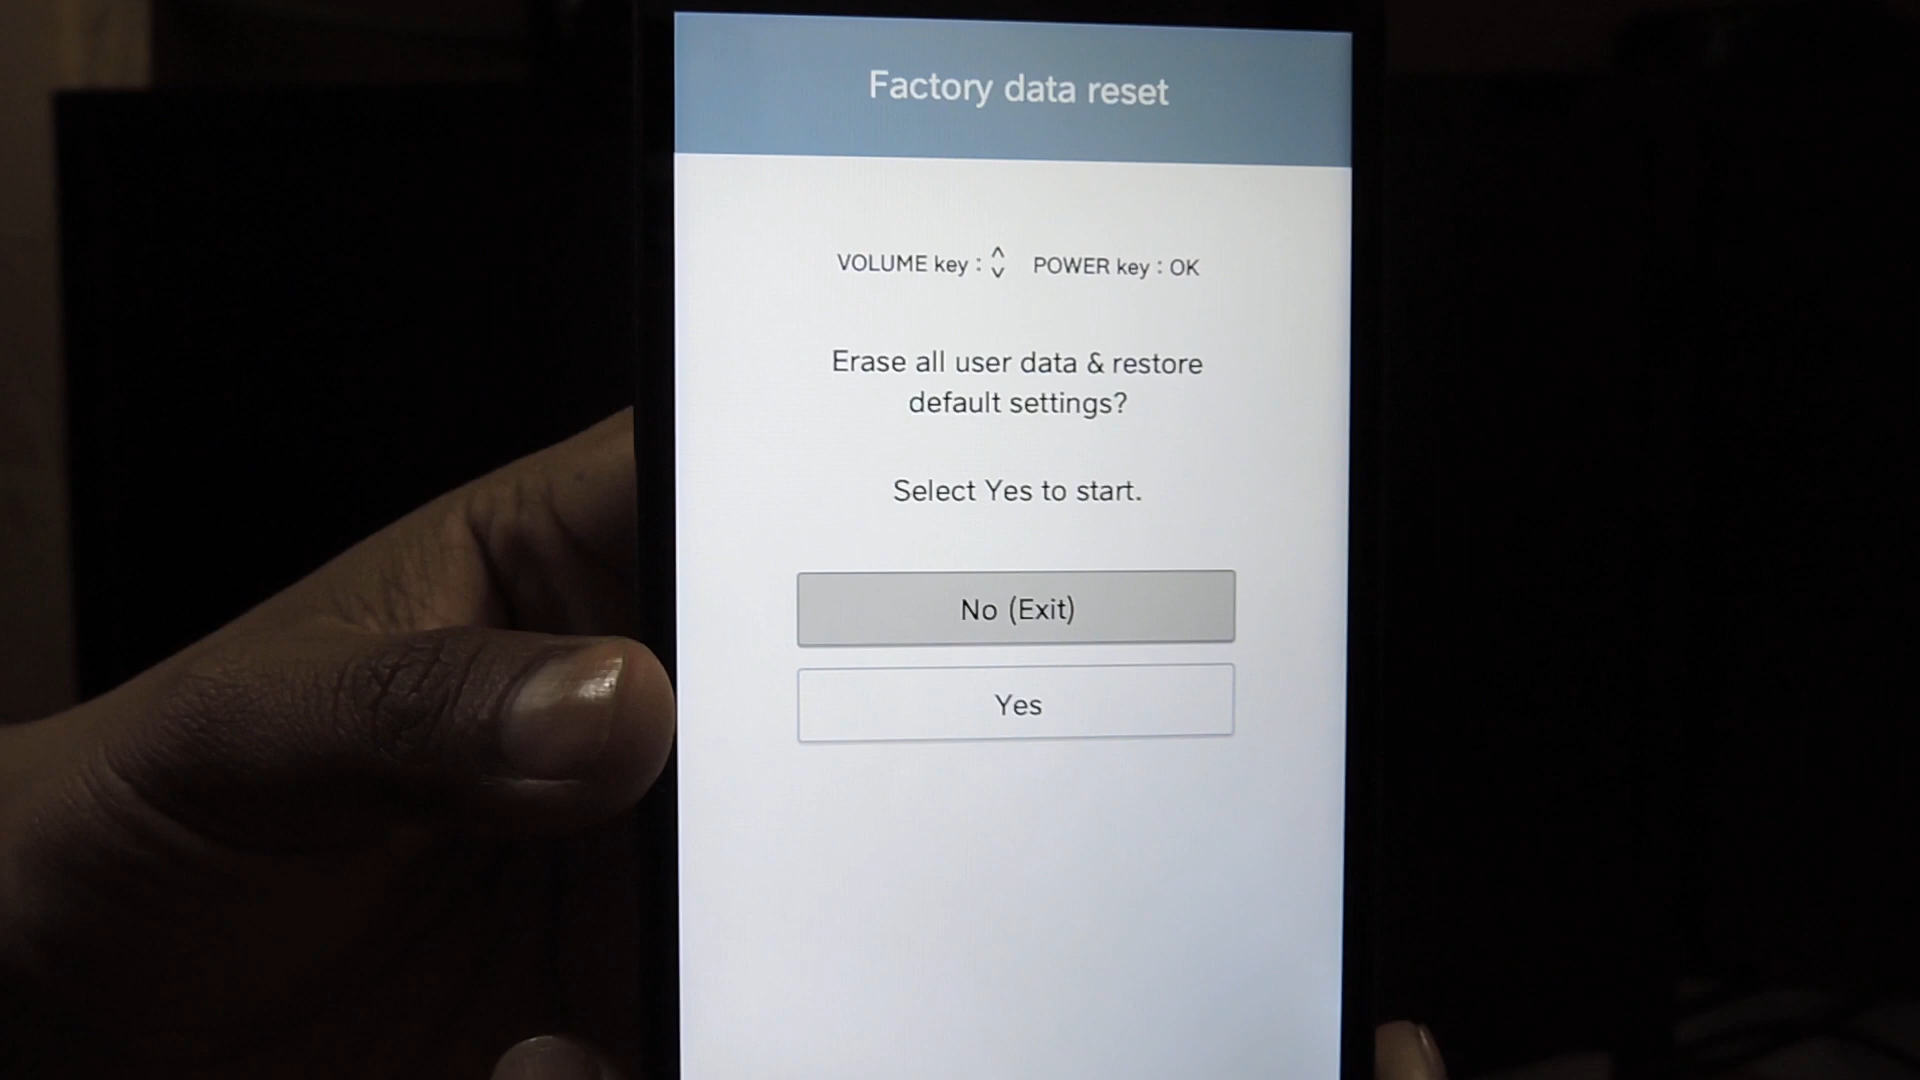 Factory data reset
VOLUME key : POWER key : OK
Erase all user data & restore
default settings?
Select Yes to start.
No (Exit)
Yes